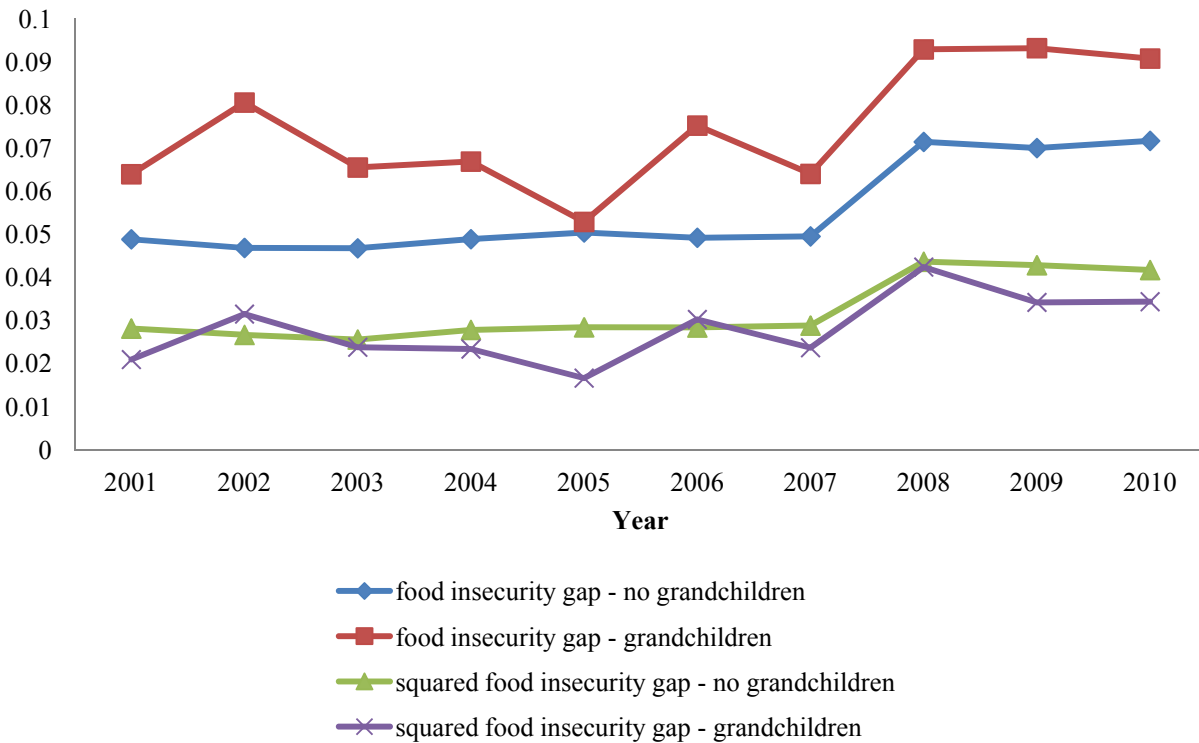 0.1
0.09
0.08
0.07
0.06
0.05
0.04
0.03
0.02
0.01
0
2001 2002 2003 2004 2005 2006 2007 2008 2009 2010
Year
food insecurity gap - no grandchildren
food insecurity gap - grandchildren
squared food insecurity gap - no grandchildren
squared food insecurity gap - grandchildren